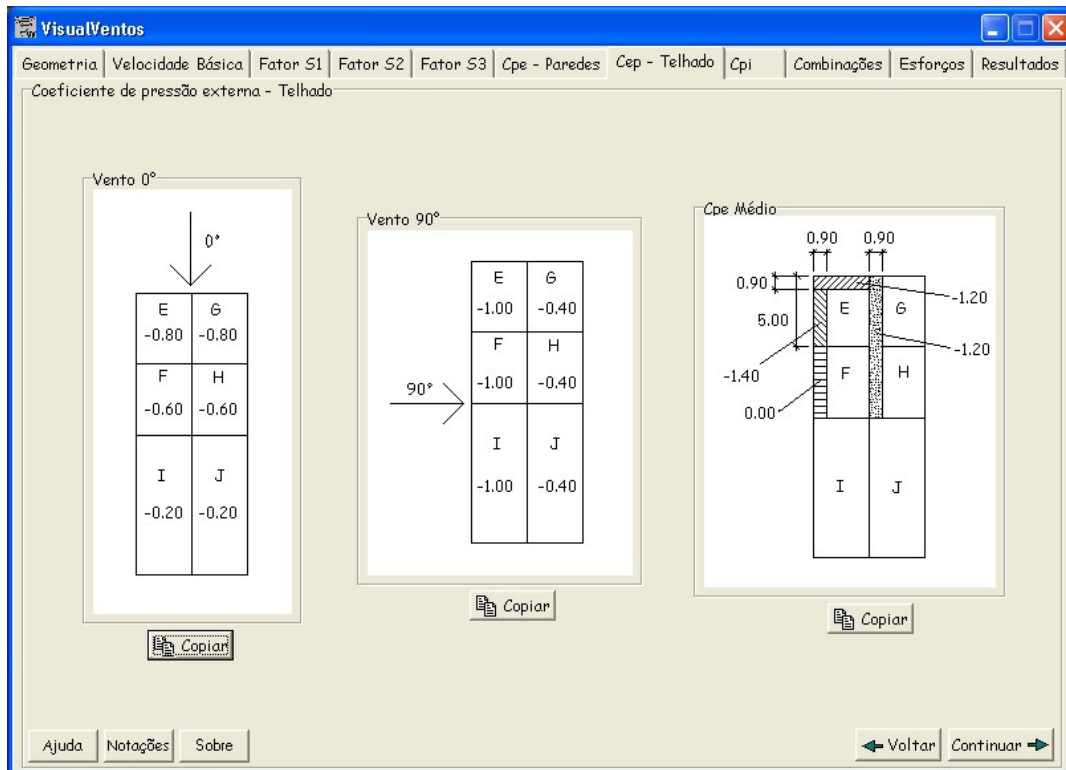 VisualVentos
Geometria Velocidade Básica Fator S1 Fator S2 Fator S3 Cpe - Paredes Cep - Telhado Cpi Combinações Esforços Resultados
Coeficiente de pressão externa - Telhado
Vento 0°
0°
E G
-0.80 -0.80
F H
-0.60 -0.60
I J
-0.20 -0.20
Copiar
Vento 90°
90°
E G
-1.00 -0.40
F H
-1.00 -0.40
I J
-1.00 -0.40
Copiar
Cpe Médio
0.90 0.90
0.90
5.00
E G
-1.20
-1.20
-1.40
F H
0.00
I J
Copiar
Ajuda Notações Sobre Voltar Continuar